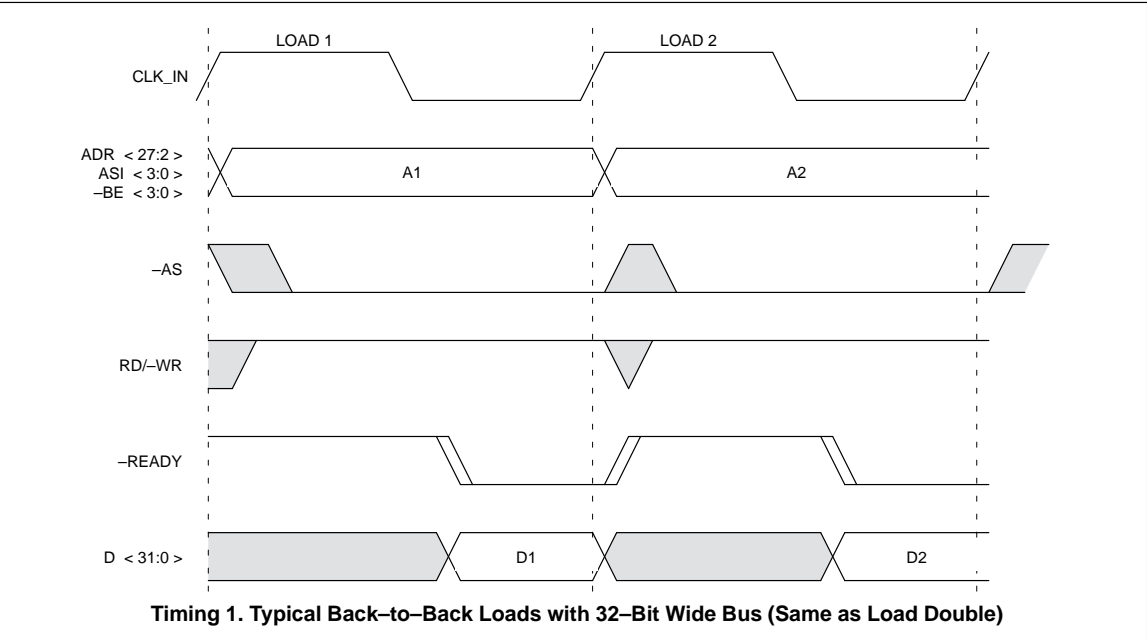 LOAD 1
LOAD 2
CLK_IN
ADR < 27:2 >
ASI < 3:0 >
–BE < 3:0 >
A1
A2
–AS
RD/–WR
–READY
D < 31:0 >
D1
D2
Timing 1. Typical Back–to–Back Loads with 32–Bit Wide Bus (Same as Load Double)